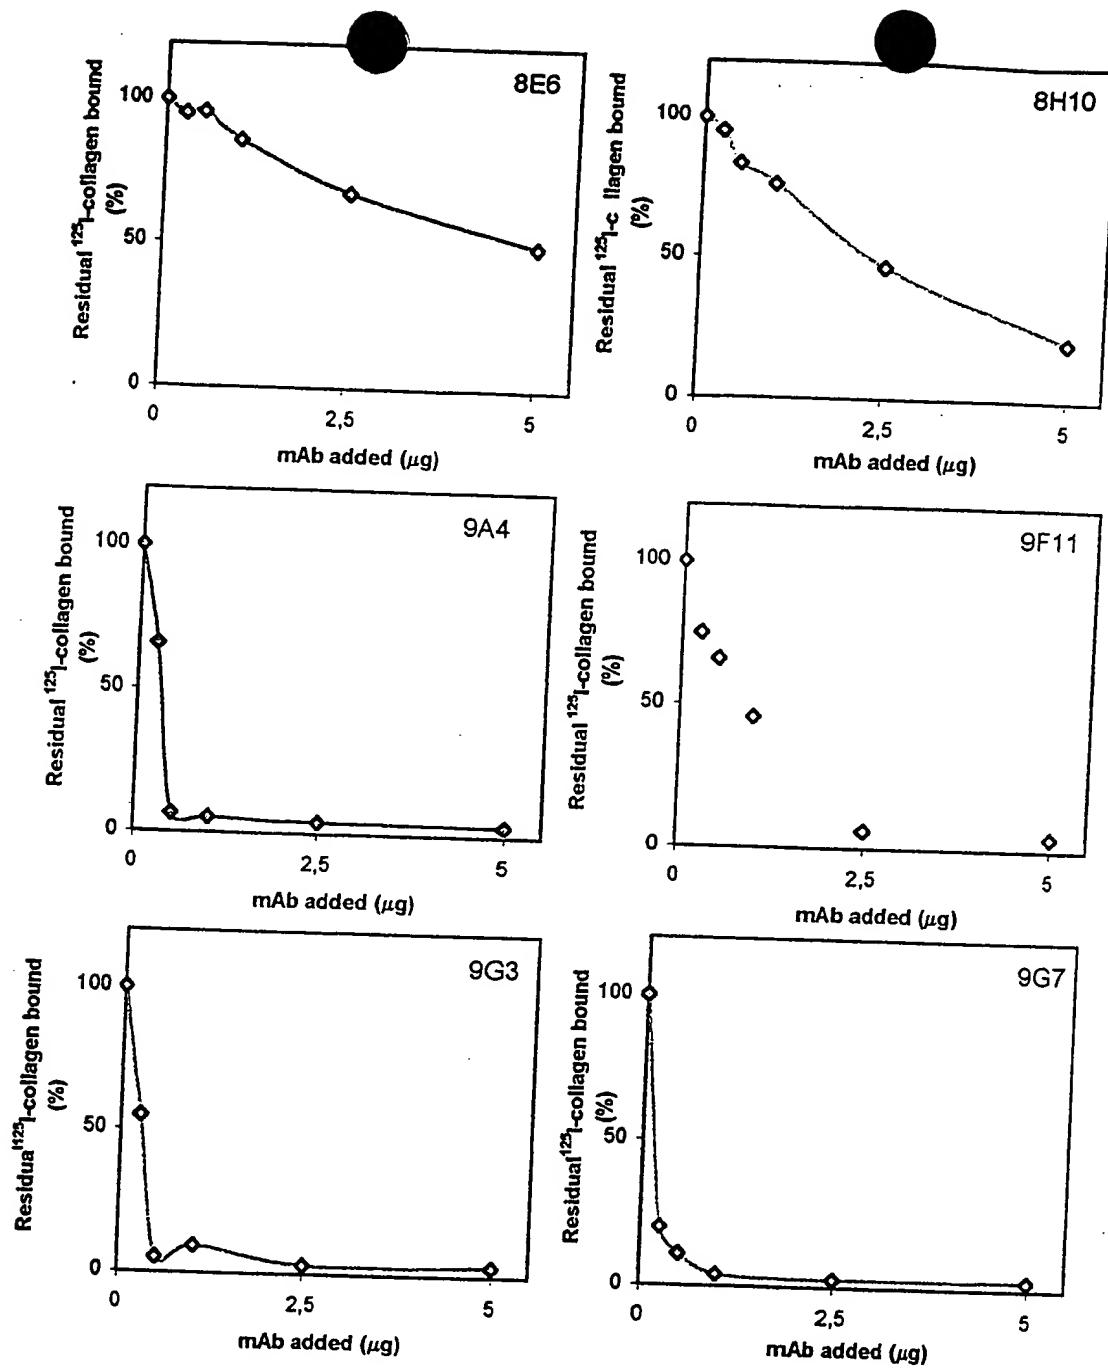 8E6
Residual ¹²⁵I-collagen bound
(%)
100
50
0
0 2,5 5
mAb added (µg)
8H10
Residual ¹²⁵I-c llagen bound
(%)
100
50
0
0 2,5 5
mAb added (µg)
9A4
Residual ¹²⁵I-collagen bound
(%)
100
50
0
0 2,5 5
mAb added (µg)
9F11
Residual ¹²⁵I-collagen bound
(%)
100
50
0
0 2,5 5
mAb added (µg)
9G3
Residual¹²⁵I-collagen bound
(%)
100
50
0
0 2,5 5
mAb added (µg)
9G7
Residual¹²⁵I-collagen bound
(%)
100
50
0
0 2,5 5
mAb added (µg)